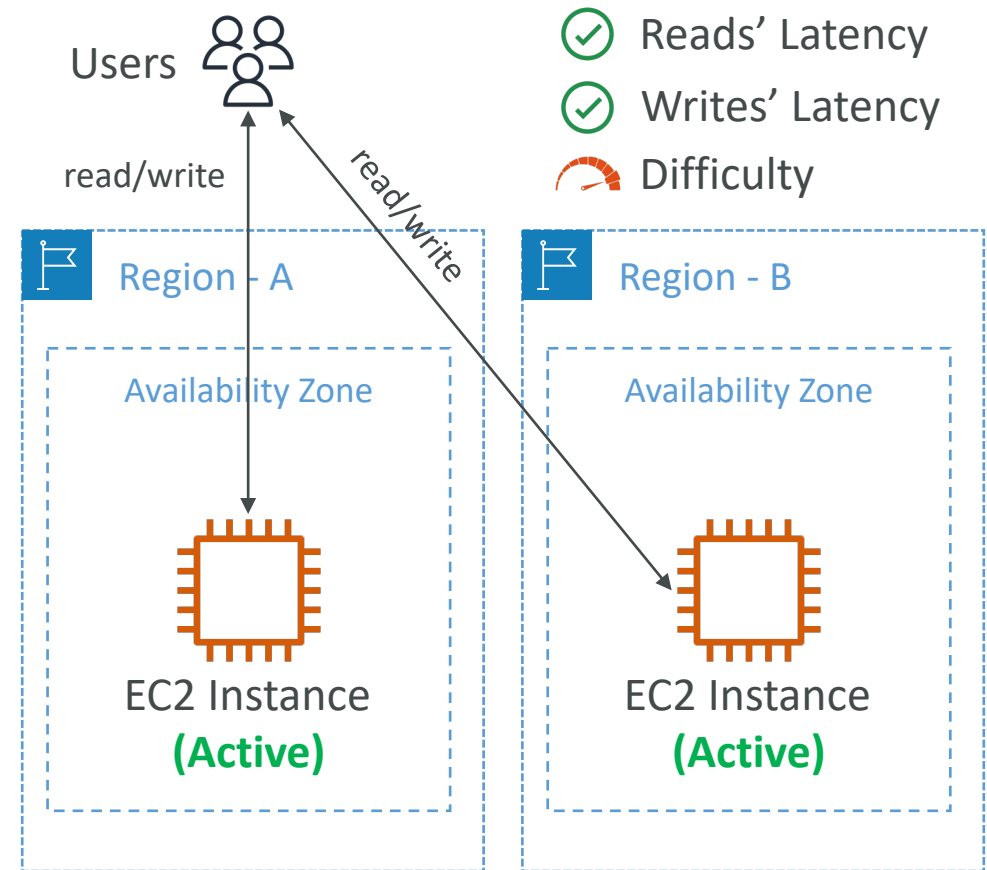 Users
Reads’ Latency
Writes’ Latency
Difficulty
read/write
read/write
Region - A
Region - B
Availability Zone
Availability Zone
EC2 Instance
(Active)
EC2 Instance
(Active)